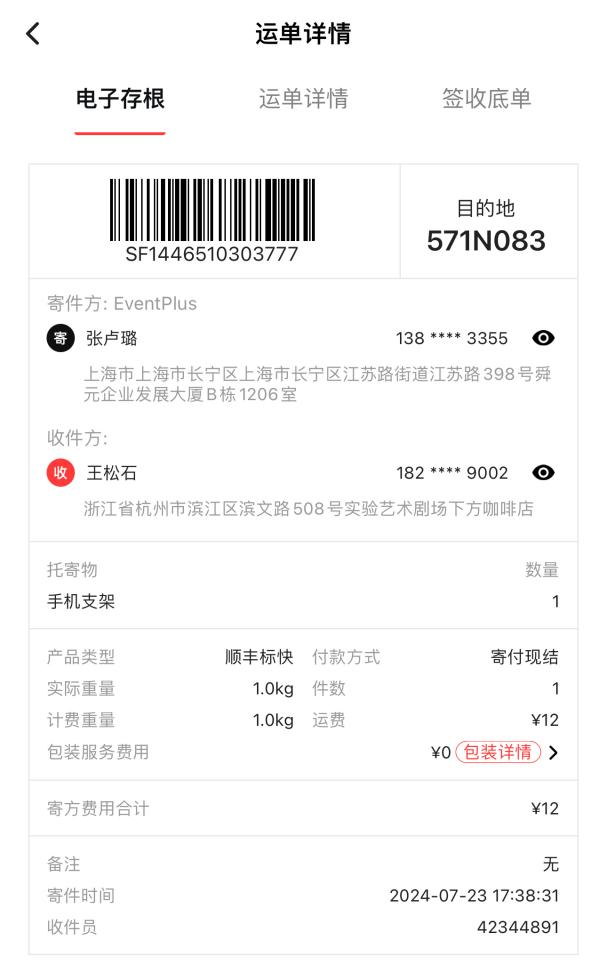 运单详情
电子存根 运单详情 签收底单
SF1446510303777
目的地
571N083
寄件方: EventPlus
寄 张卢璐 138 **** 3355
上海市上海市长宁区上海市长宁区江苏路街道江苏路398号舜
元企业发展大厦B栋1206室
收件方:
收 王松石 182 **** 9002
浙江省杭州市滨江区滨文路508号实验艺术剧场下方咖啡店
托寄物 数量
手机支架 1
产品类型 顺丰标快 付款方式 寄付现结
实际重量 1.0kg 件数 1
计费重量 1.0kg 运费 ¥12
包装服务费用 ¥0 包装详情
寄方费用合计 ¥12
备注 无
寄件时间 2024-07-23 17:38:31
收件员 42344891